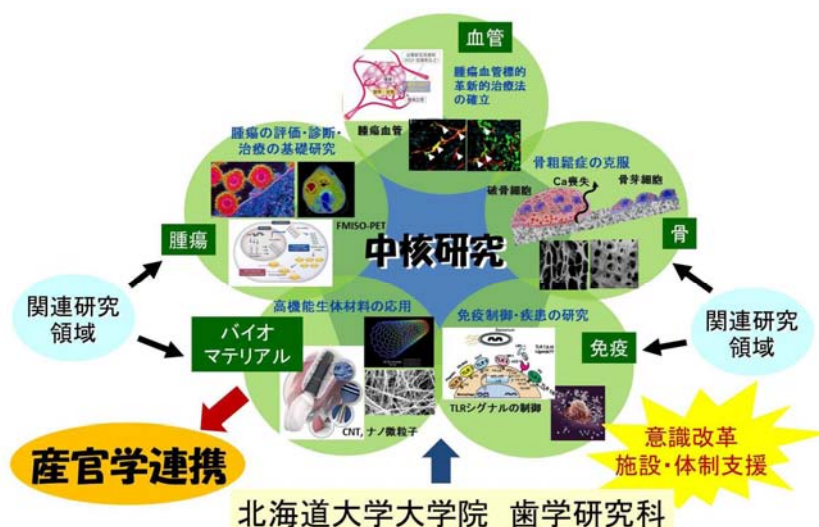 血管
腫瘍血管標的
革新的治療法
の確立
腫瘍血管
腫瘍の評価・診断・
治療の基礎研究
FMISO-PET
腫瘍
骨粗鬆症の克服
破骨細胞
Ca喪失
骨芽細胞
骨
中核研究
関連研究
領域
高機能生体材料の応用
バイオ
マテリアル
CNT, ナノ微粒子
免疫制御・疾患の研究
免疫
TLRシグナルの制御
関連研究
領域
産官学連携
意識改革
施設・体制支援
北海道大学大学院 歯学研究科